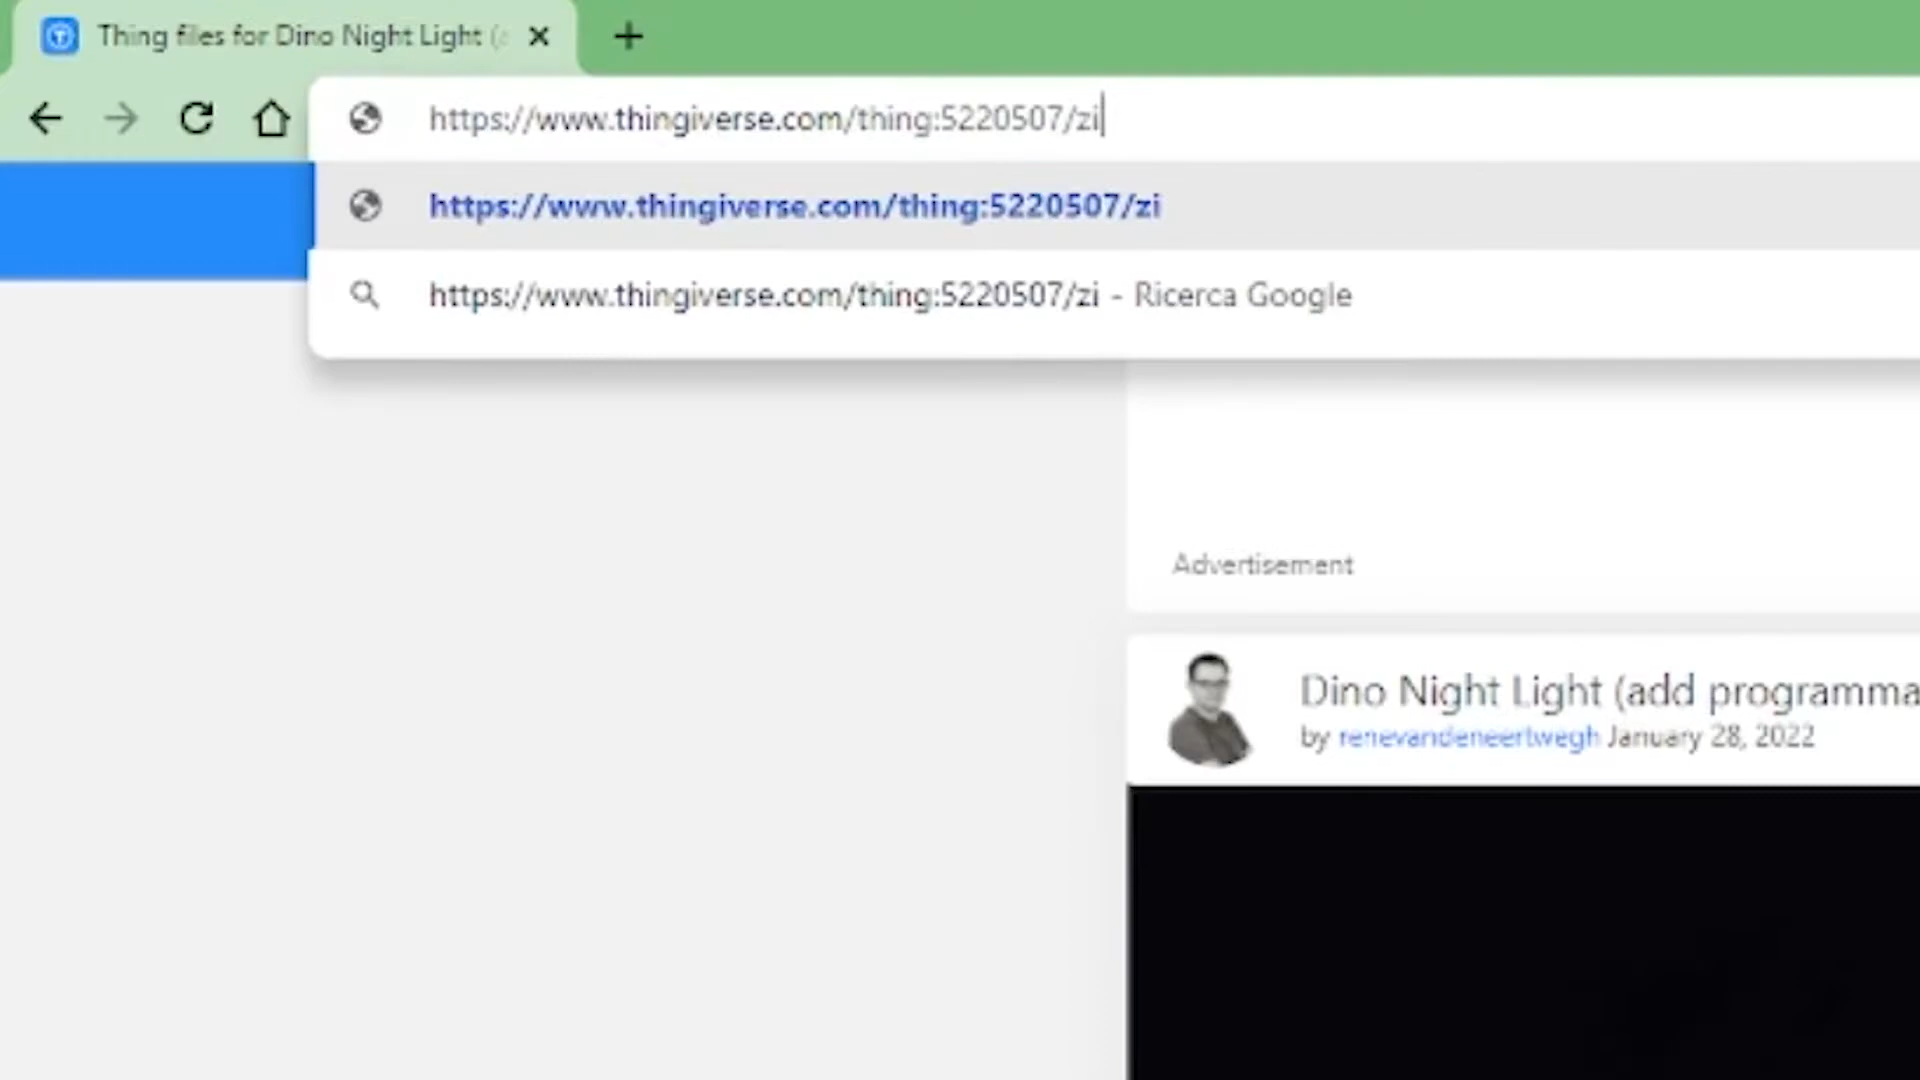 Thing files for Dino Night Light (
https://www.thingiverse.com/thing:5220507/zi
https://www.thingiverse.com/thing:5220507/zi
https://www.thingiverse.com/thing:5220507/zi - Ricerca Google
Advertisement
Dino Night Light (add programma
by renevandeneertwegh January 28, 2022